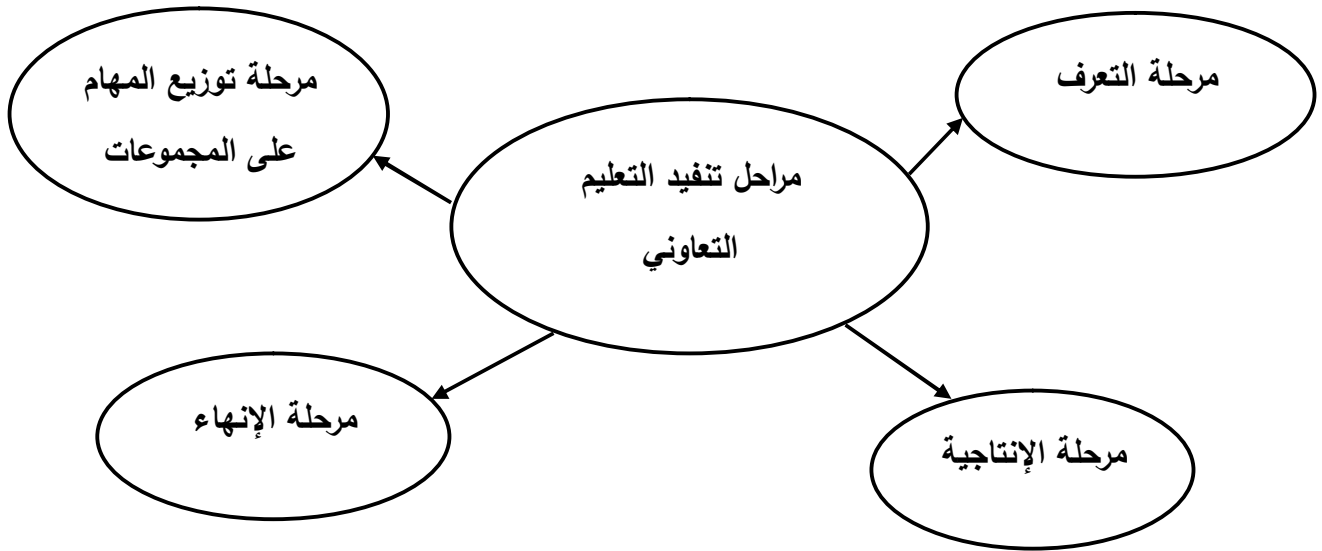 مرحلة التعرف
مرحلة توزيع المهام
على المجموعات
مراحل تنفيد التعليم
التعاوني
مرحلة الإنهاء
مرحلة الإنتاجية